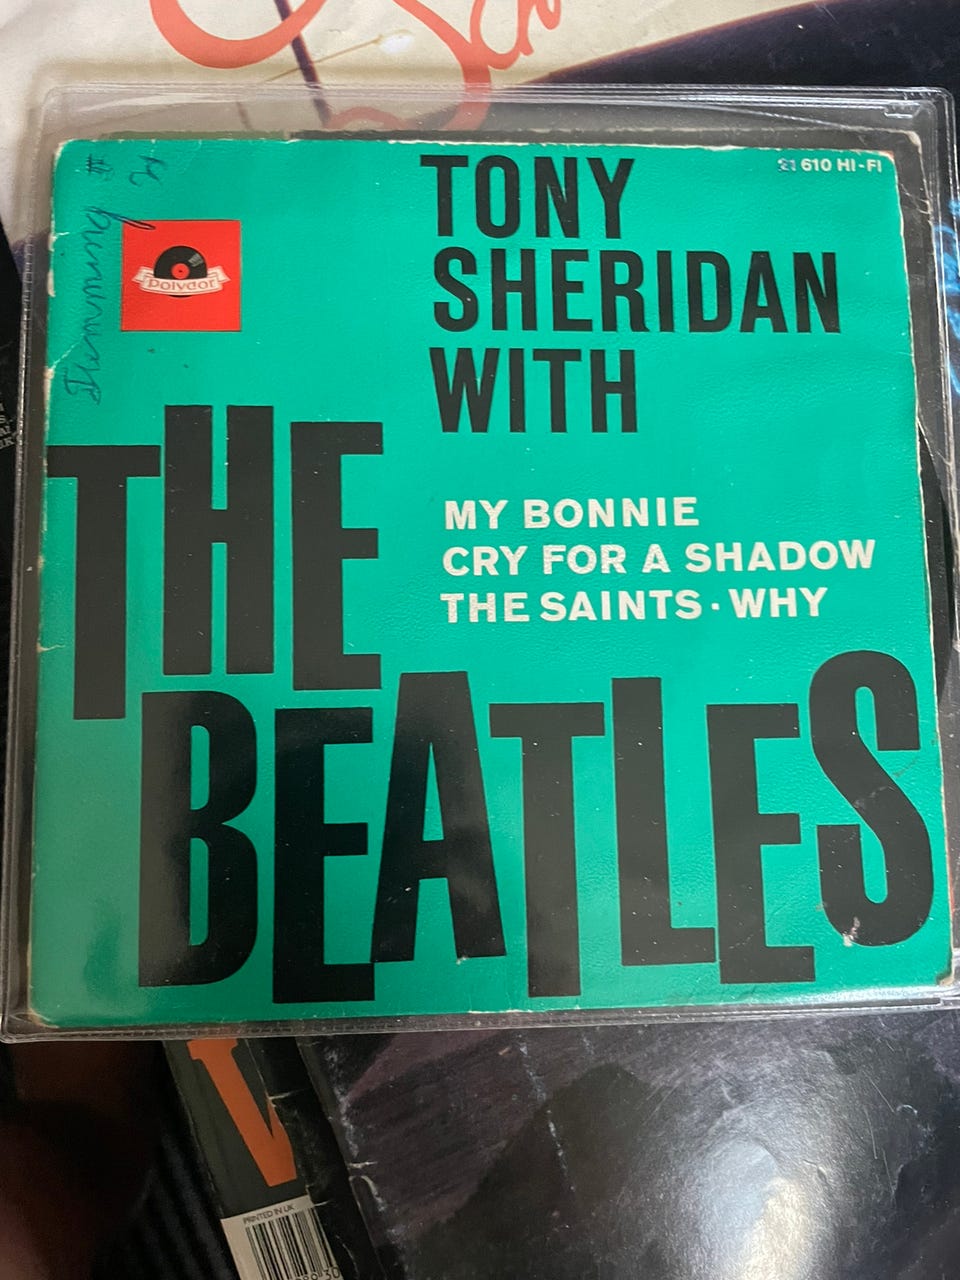 21 610 HI-FI
polydor
TONY
SHERIDAN
WITH
THE
MY BONNIE
CRY FOR A SHADOW
THE SAINTS · WHY
BEATLES
PRINTED IN UK